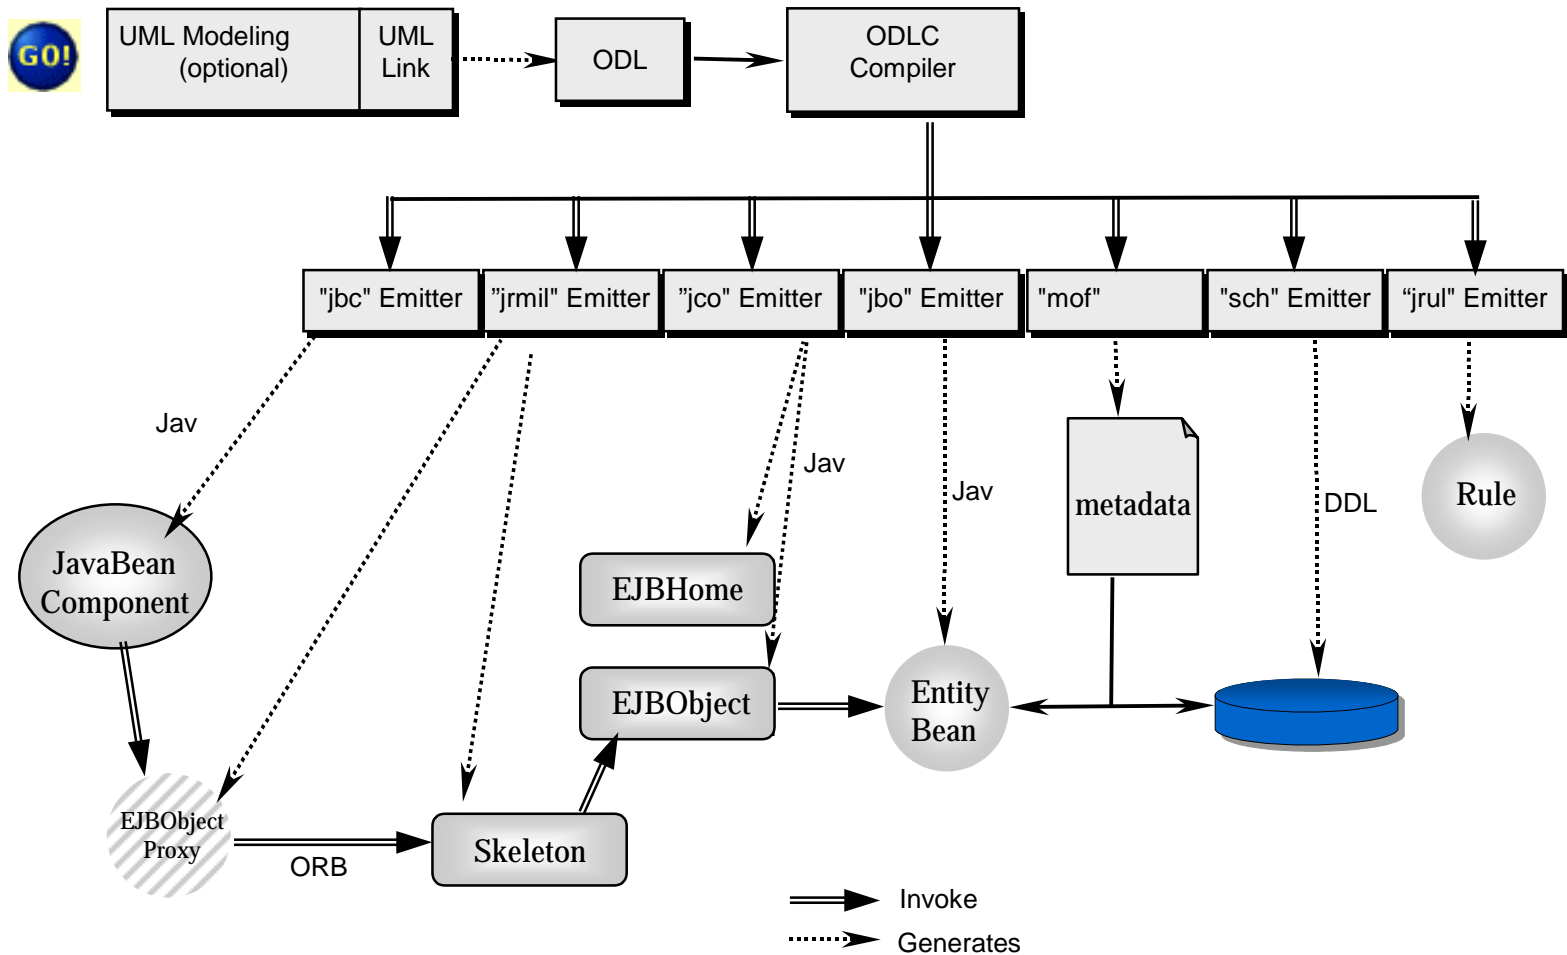 GO!
UML Modeling
(optional)
UML
Link
ODL
ODLC
Compiler
"jbc" Emitter
”jrmil" Emitter
”jco" Emitter
"jbo" Emitter
"mof"
"sch" Emitter
“jrul" Emitter
Jav
Jav
Jav
DDL
metadata
Rule
JavaBean
Component
EJBHome
EJBObject
Entity
Bean
EJBObject
Proxy
ORB
Skeleton
Invoke
Generates